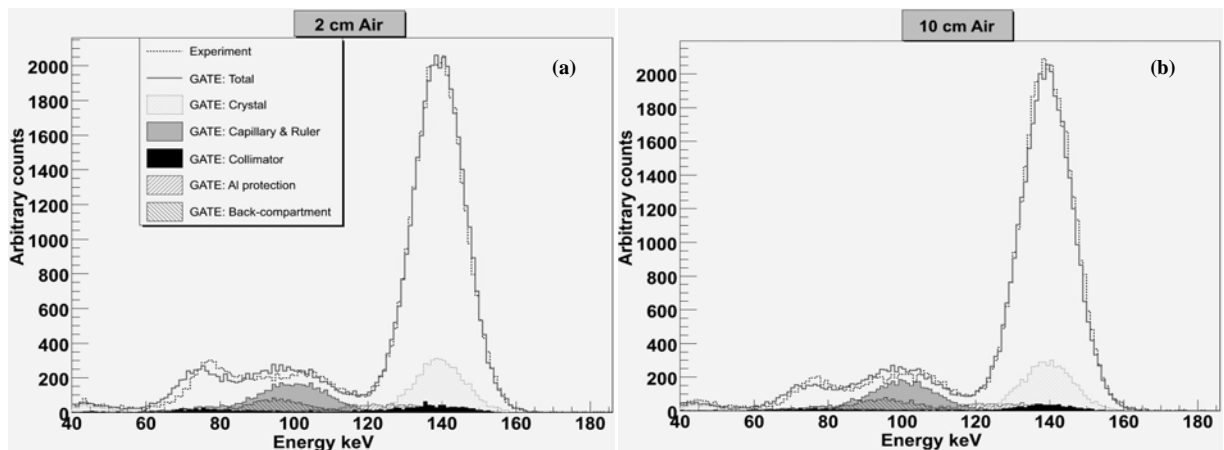 2 cm Air
(a)
Arbitrary counts
2000
1800
1600
1400
1200
1000
800
600
400
200
0
Experiment
GATE: Total
GATE: Crystal
GATE: Capillary & Ruler
GATE: Collimator
GATE: Al protection
GATE: Back-compartment
40 60 80 100 120 140 160 180
Energy keV
10 cm Air
(b)
Arbitrary counts
2000
1800
1600
1400
1200
1000
800
600
400
200
0
40 60 80 100 120 140 160 180
Energy keV